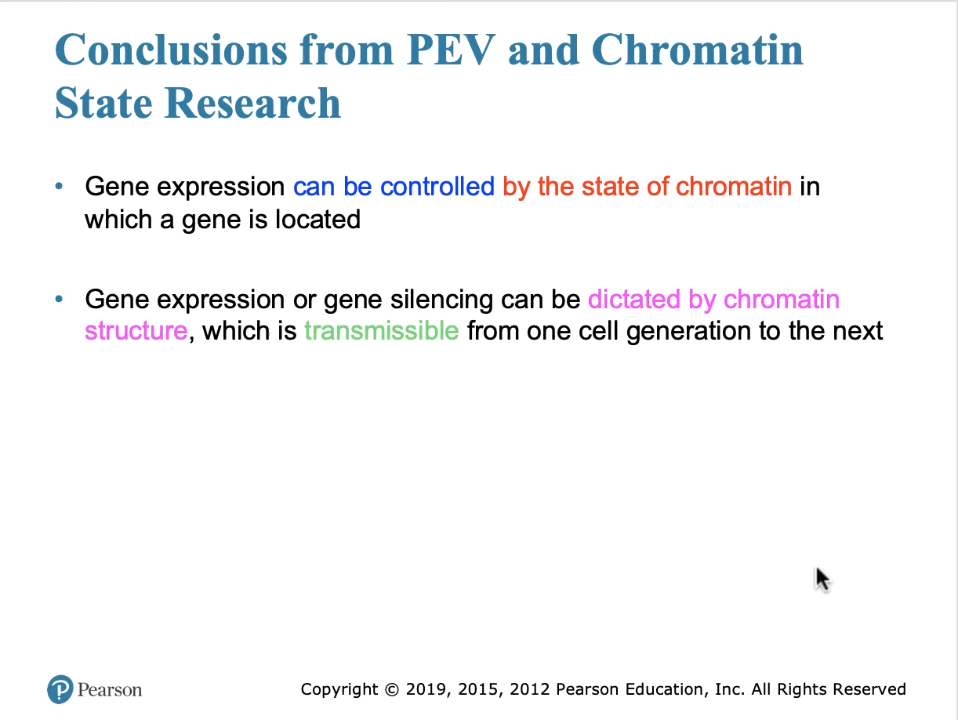 Conclusions from PEV and Chromatin
State Research
• Gene expression can be controlled by the state of chromatin in
which a gene is located
• Gene expression or gene silencing can be dictated by chromatin
structure, which is transmissible from one cell generation to the next
Pearson
Copyright © 2019, 2015, 2012 Pearson Education, Inc. All Rights Reserved